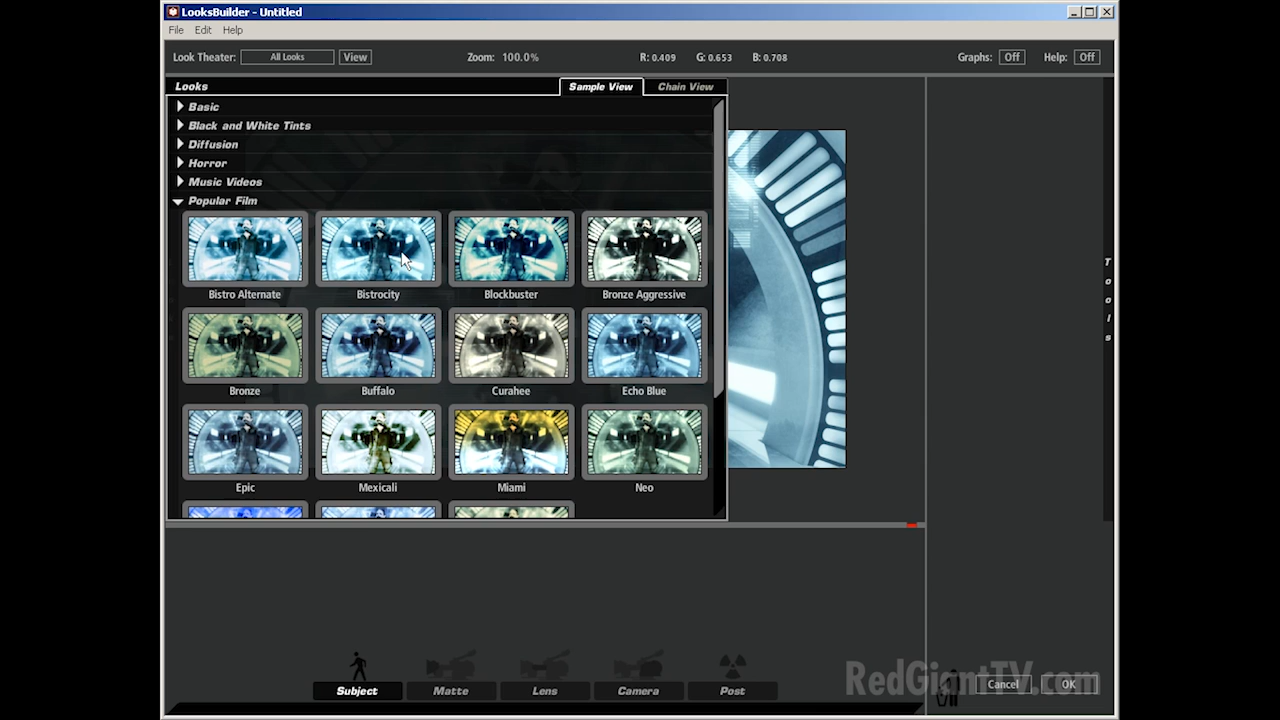 LooksBuilder - Untitled
File Edit Help
Look Theater: All Looks View Zoom: 100.0% R: 0.409 G: 0.653 B: 0.708 Graphs: Off Help: Off
Looks Sample View Chain View
Basic
Black and White Tints
Diffusion
Horror
Music Videos
Popular Film
Bistro Alternate Bistrocity Blockbuster Bronze Aggressive
Bronze Buffalo Curahee Echo Blue
Epic Mexicali Miami Neo
Tools
Subject Matte Lens Camera Post
Cancel OK
RedGiantTV.com